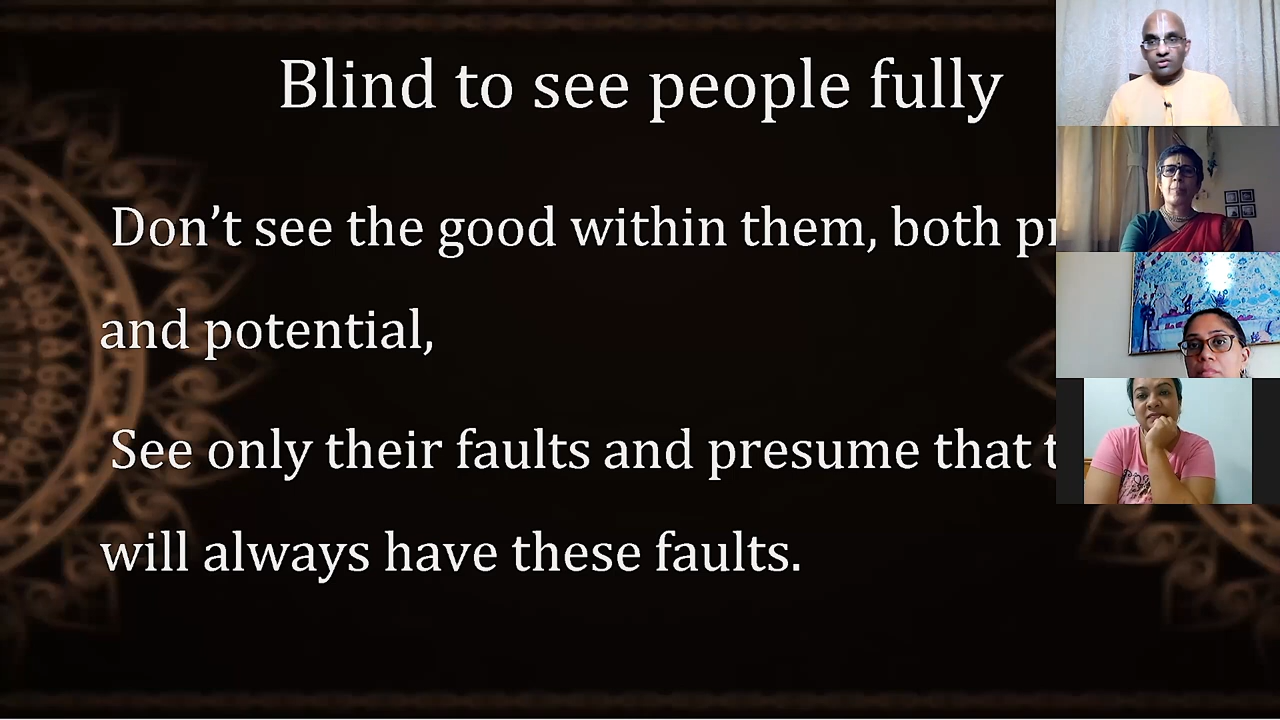 Blind to see people fully
Don’t see the good within them, both
and potential,
See only their faults and presume that
will always have these faults.